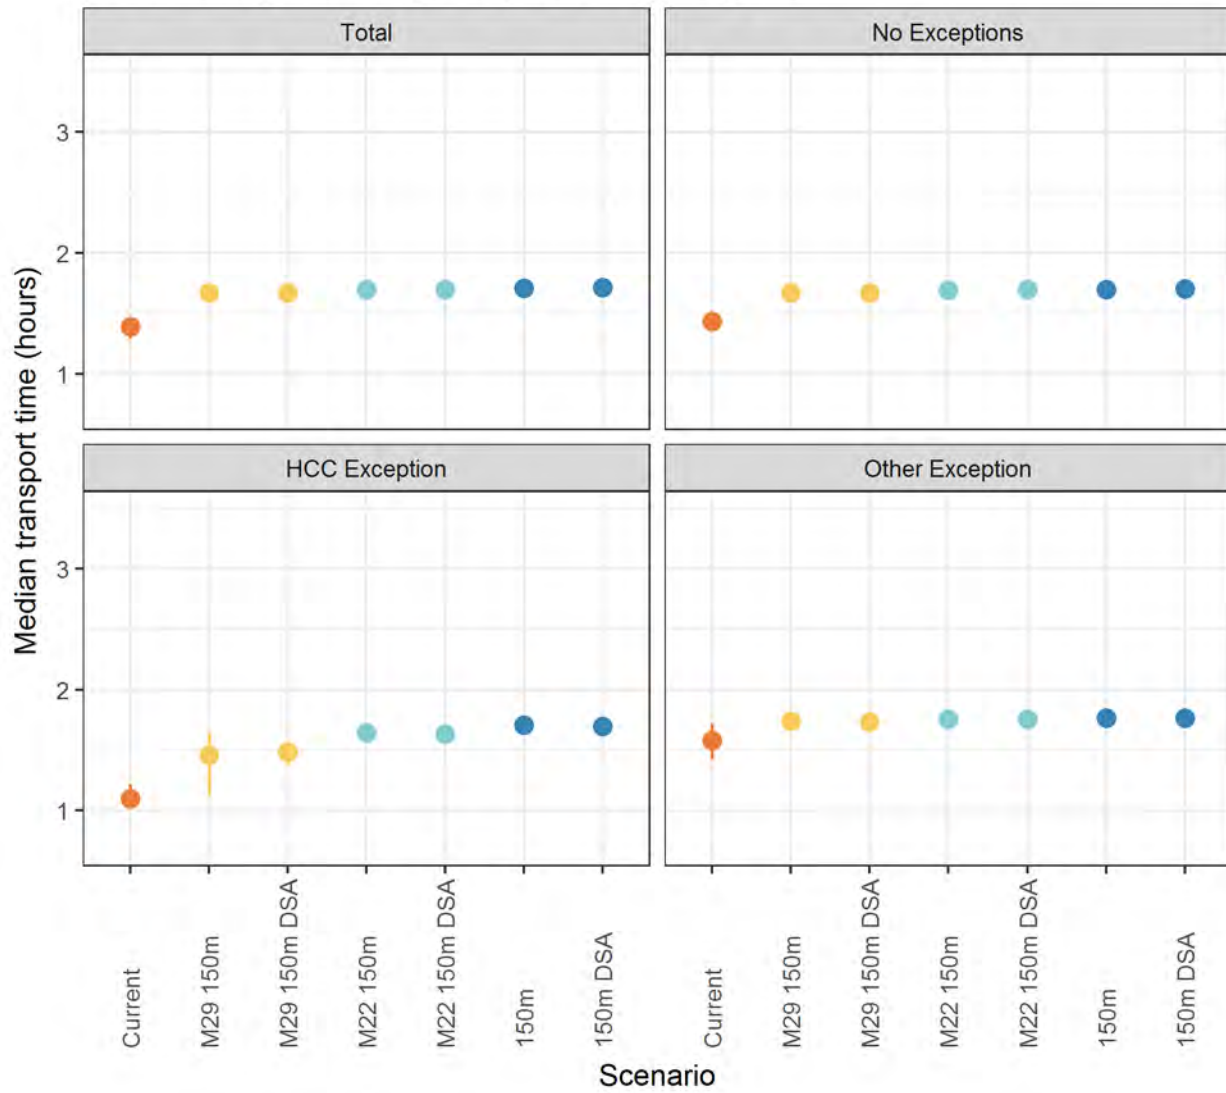 Total
No Exceptions
3
2
1
HCC Exception
Other Exception
3
2
1
Median transport time (hours)
Current
M29 150m
M29 150m DSA
M22 150m
M22 150m DSA
150m
150m DSA
Current
M29 150m
M29 150m DSA
M22 150m
M22 150m DSA
150m
150m DSA
Scenario